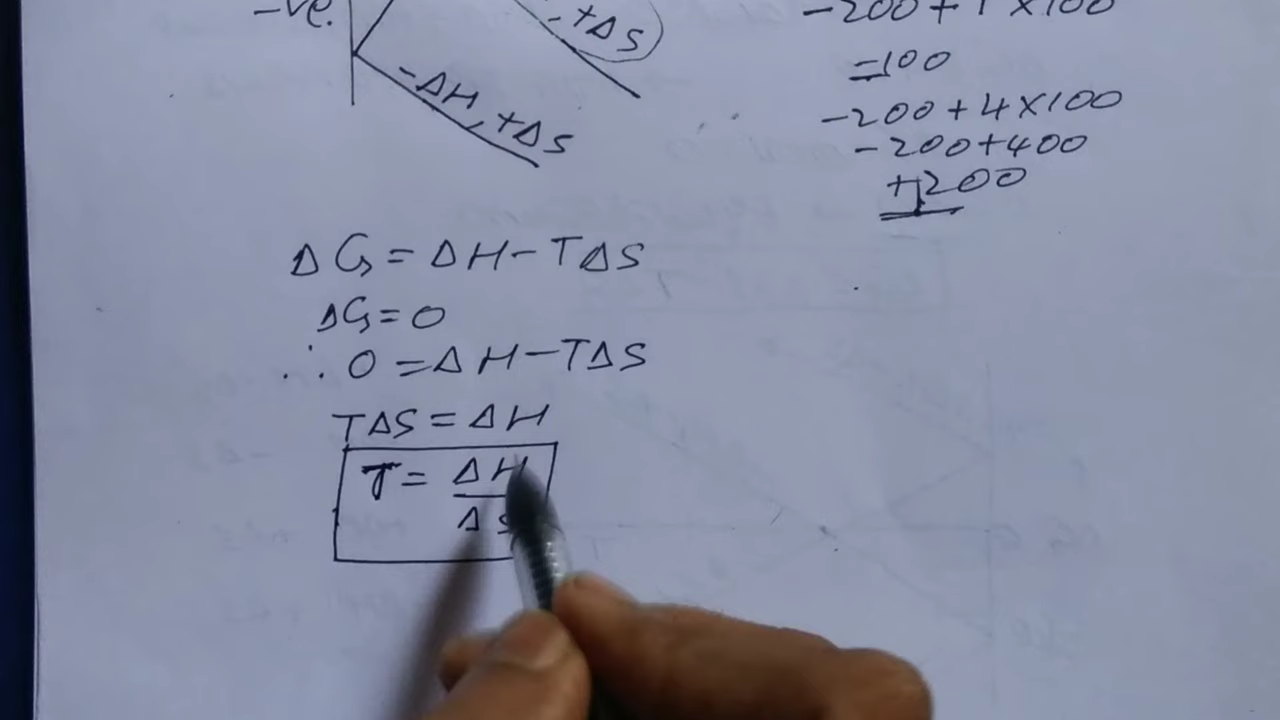 -ve.
-+ΔS)
-ΔH, +ΔS
-200+1×100
=100
-200+4×100
-200+400
+200
ΔG=ΔH-TΔS
ΔG=0
∴ 0=ΔH-TΔS
TΔS=ΔH
T=ΔH
ΔS